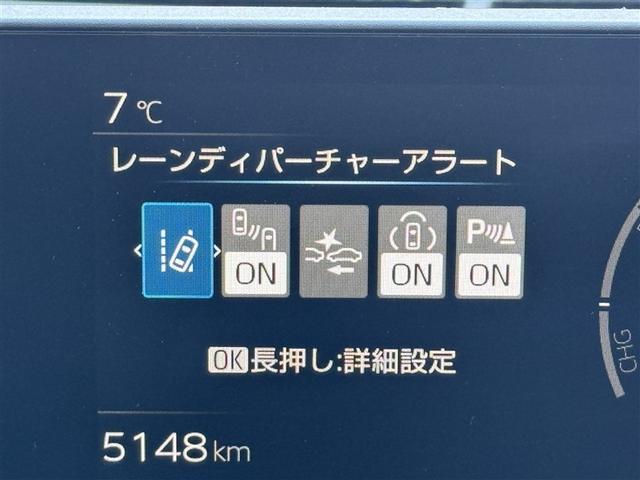 7℃
レーンディパーチャーアラート
ON ON P ON
OK長押し:詳細設定
CHG
5148km